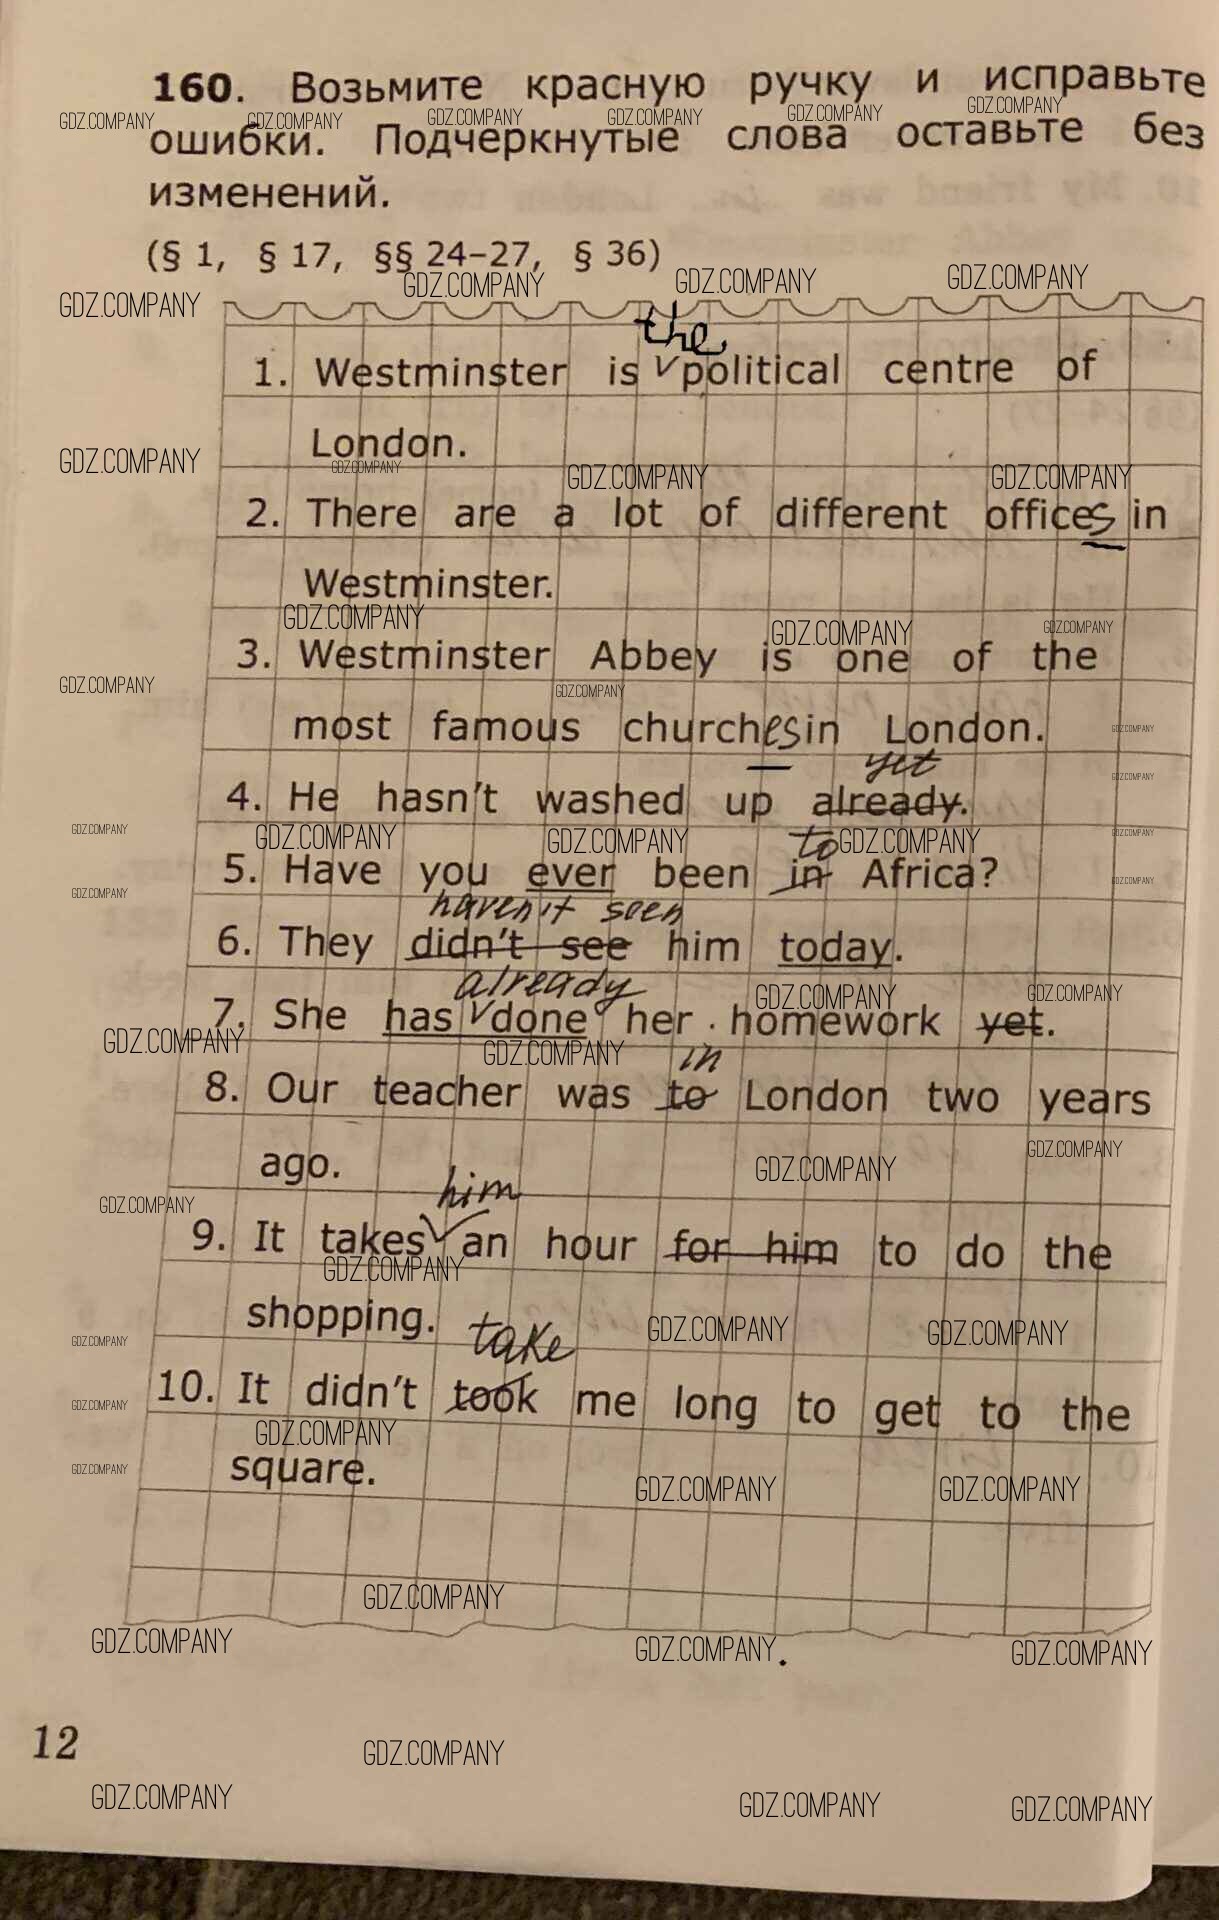 160. Возьмите красную ручку и исправьте
ошибки. Подчеркнутые слова оставьте без
изменений.
(§ 1, § 17, §§ 24–27, § 36)
the
1. Westminster is ᐯ political centre of
London.
2. There are a lot of different offices in
Westminster.
3. Westminster Abbey is one of the
most famous churches in London.
yet
4. He hasn't washed up already.
to
5. Have you ever been in Africa?
haven't seen
6. They didn't see him today.
already
7. She has ᐯ done her homework yet.
in
8. Our teacher was to London two years
ago.
him
9. It takes ᐯ an hour for him to do the
shopping.
take
10. It didn't took me long to get to the
square.
12
GDZ.COMPANY